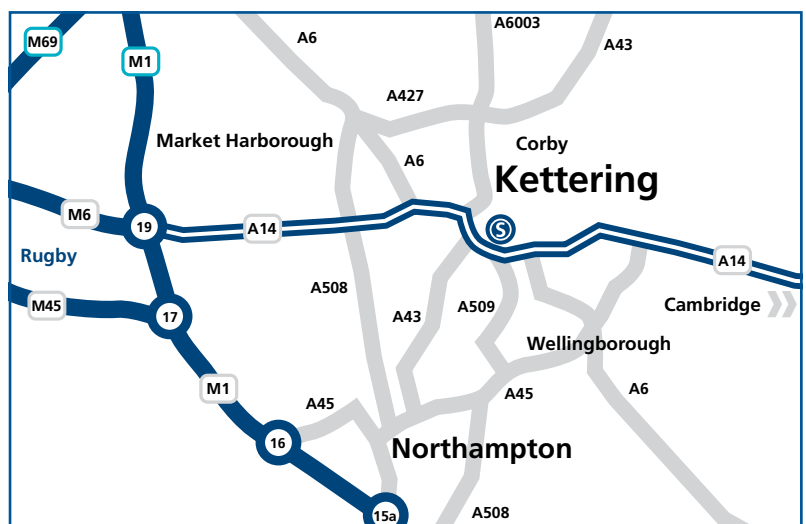 A6003
A6
A43
M69
M1
A427
Market Harborough
Corby
A6
Kettering
M6
19
A14
S
Rugby
A14
A508
M45
A43
A509
Cambridge
17
Wellingborough
M1
A45
A45
A6
16
Northampton
15a
A508